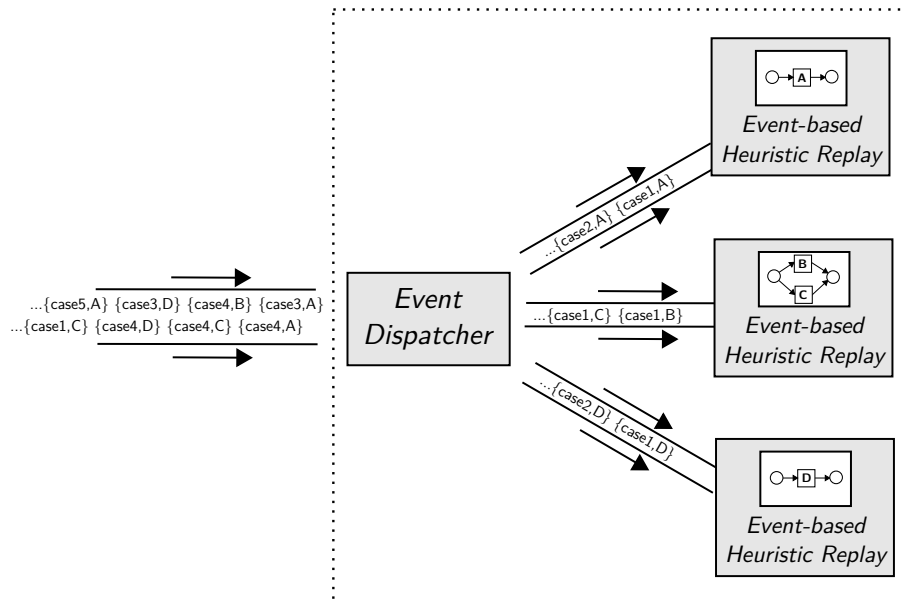 A
Event-based
Heuristic Replay
...{case2,A} {case1,A}
...{case5,A} {case3,D} {case4,B} {case3,A}
...{case1,C} {case4,D} {case4,C} {case4,A}
Event
Dispatcher
...{case1,C} {case1,B}
B
C
Event-based
Heuristic Replay
...{case2,D} {case1,D}
D
Event-based
Heuristic Replay